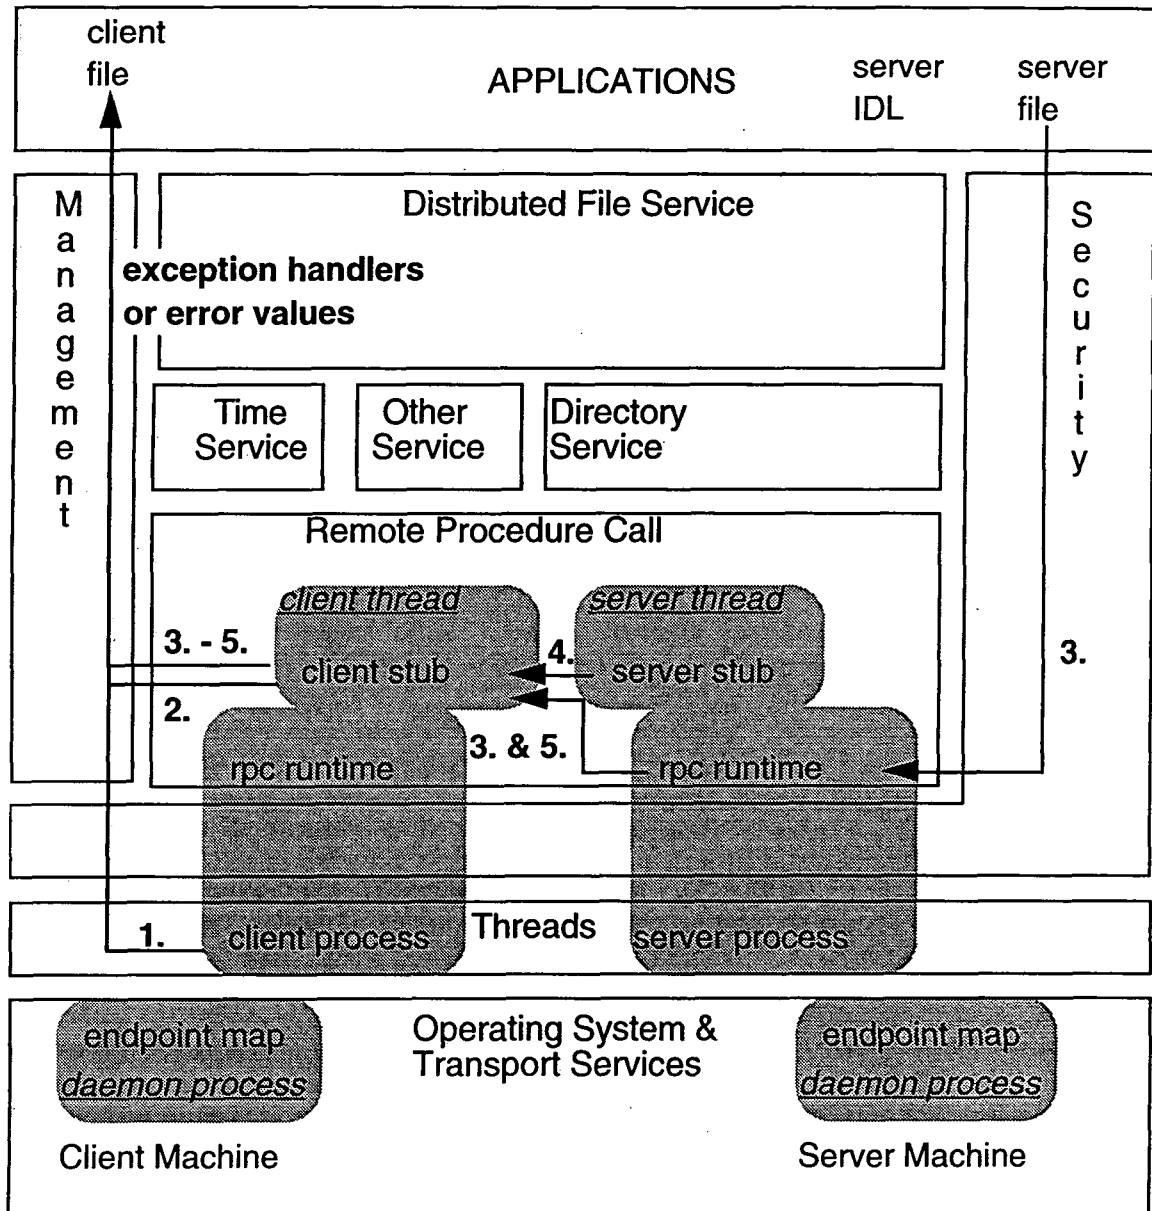 client
file
APPLICATIONS
server
IDL
server
file
Management
Distributed File Service
exception handlers
or error values
Security
Time
Service
Other
Service
Directory
Service
Remote Procedure Call
client thread
server thread
3. - 5.
client stub
4.
server stub
3.
2.
3. & 5.
rpc runtime
rpc runtime
1.
client process
Threads
server process
endpoint map
daemon process
Operating System &
Transport Services
endpoint map
daemon process
Client Machine
Server Machine